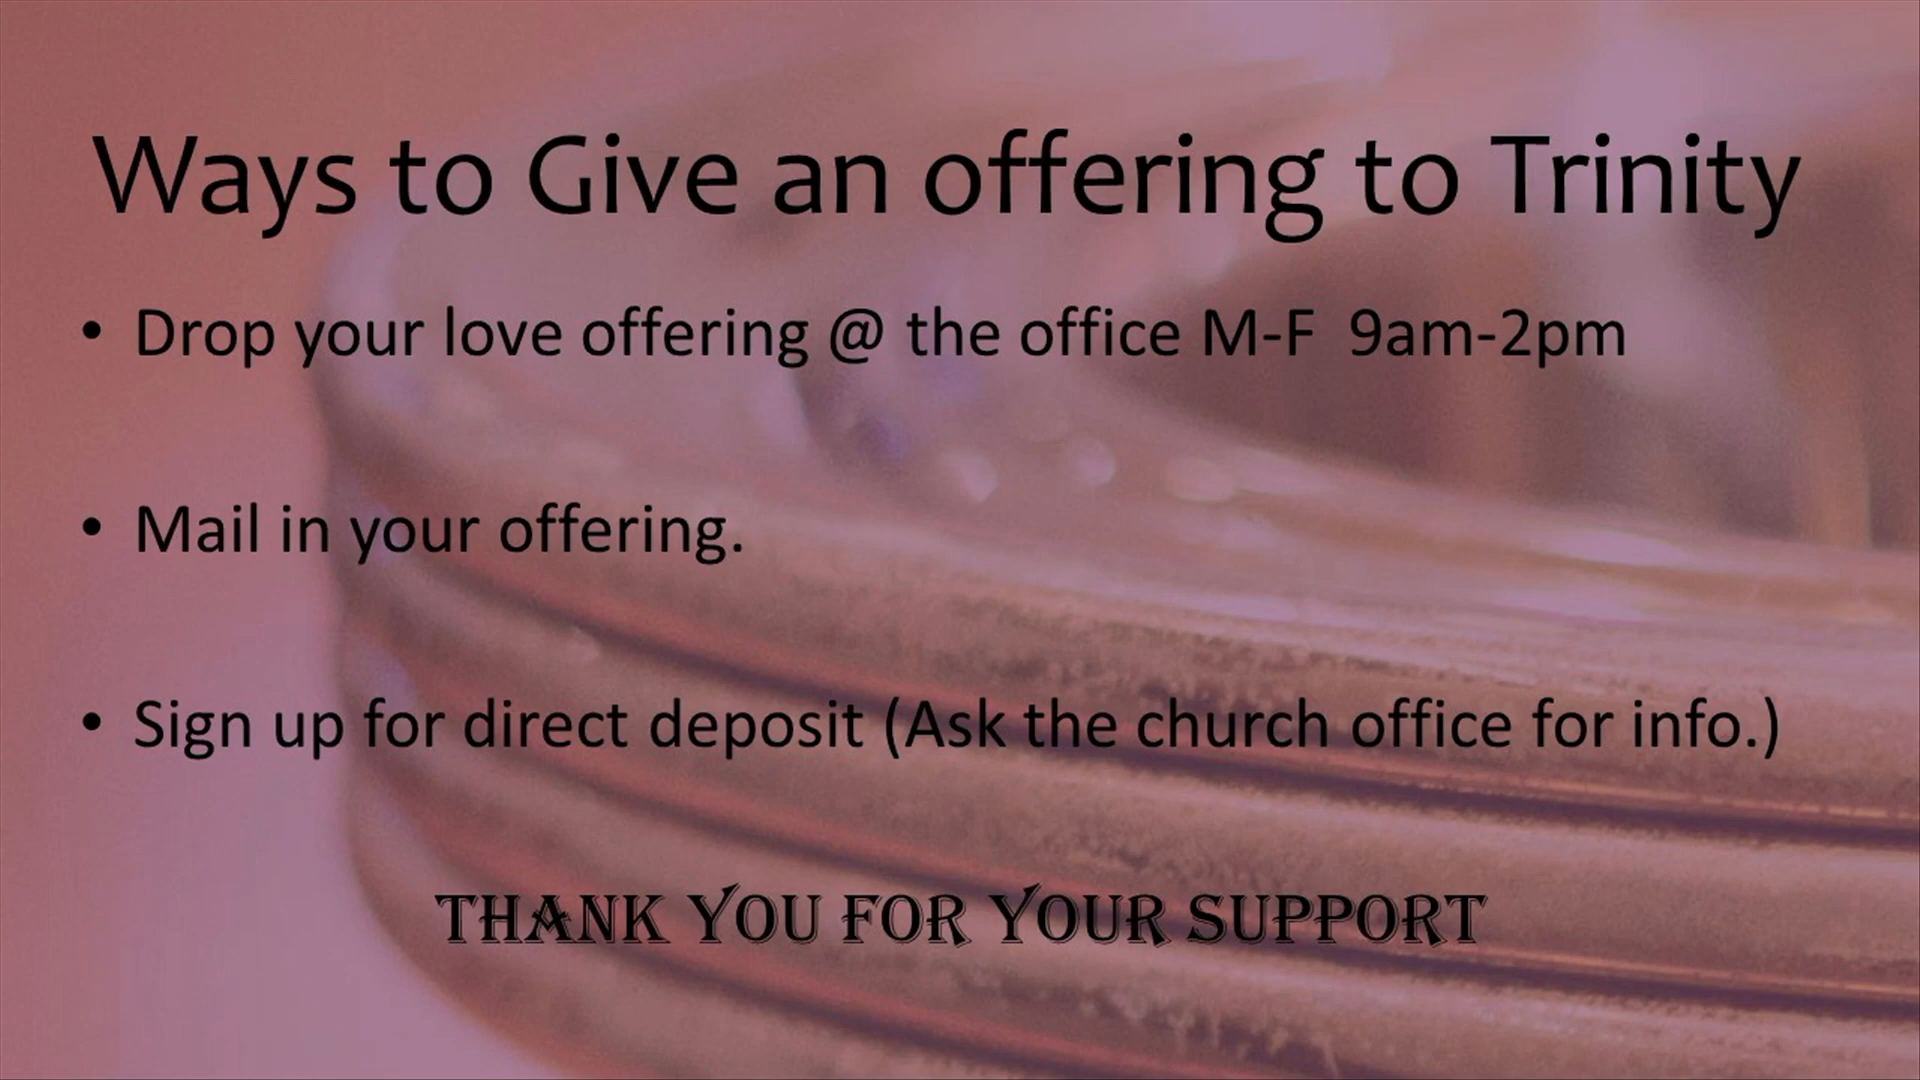 Ways to Give an offering to Trinity
• Drop your love offering @ the office M-F  9am-2pm
• Mail in your offering.
• Sign up for direct deposit (Ask the church office for info.)
THANK YOU FOR YOUR SUPPORT